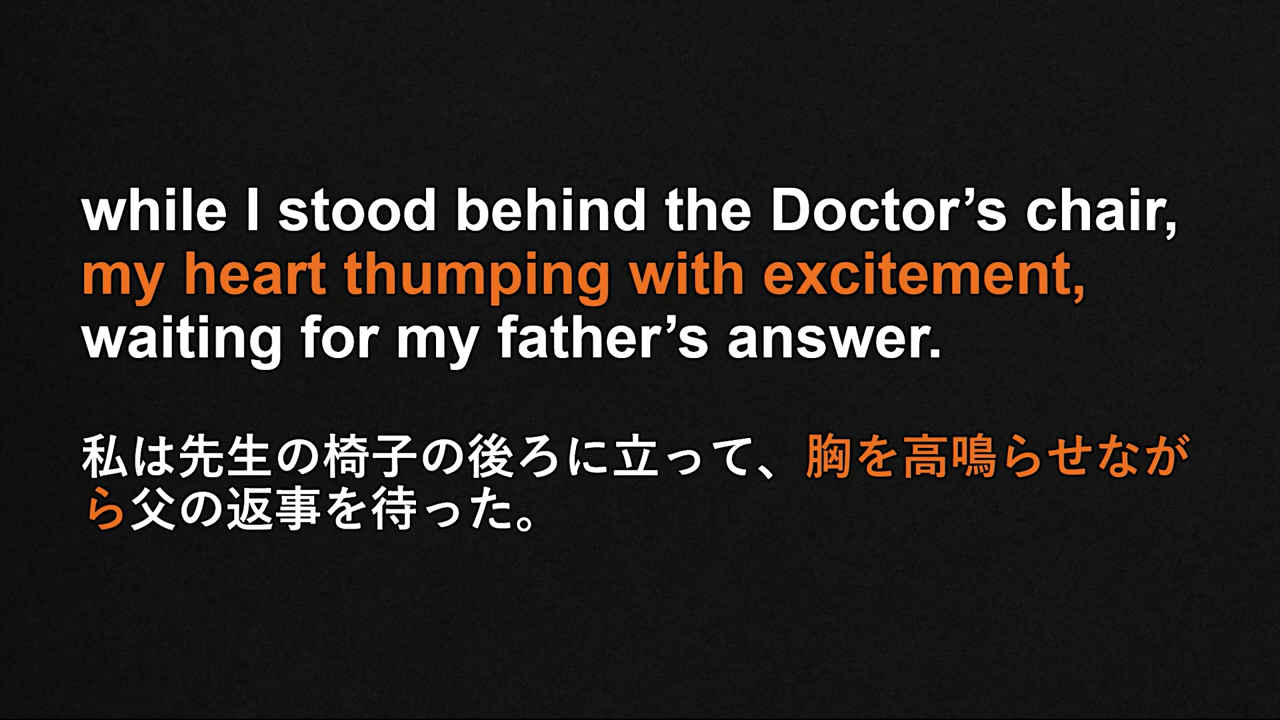 while I stood behind the Doctor’s chair,
my heart thumping with excitement,
waiting for my father’s answer.
私は先生の椅子の後ろに立って、胸を高鳴らせなが
ら父の返事を待った。